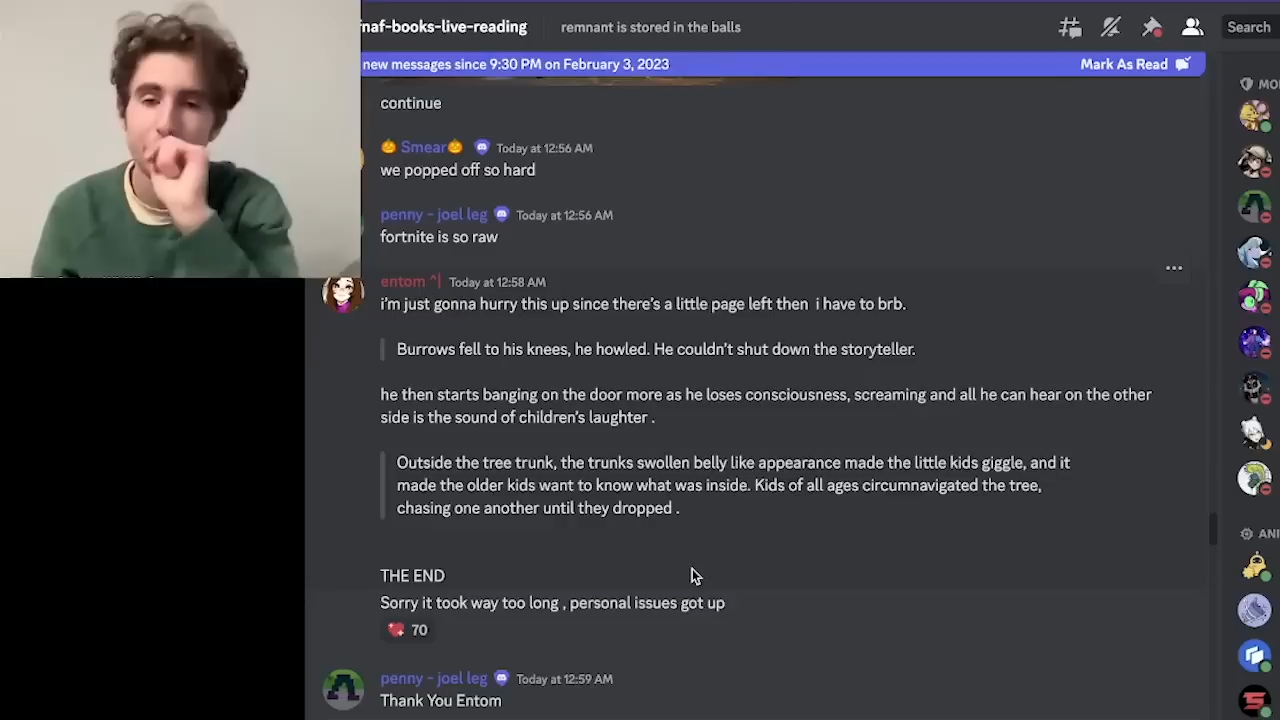 fnaf-books-live-reading
remnant is stored in the balls
Search
new messages since 9:30 PM on February 3, 2023
Mark As Read
continue
🎃 Smear🎃 Today at 12:56 AM
we popped off so hard
penny - joel leg Today at 12:56 AM
fortnite is so raw
entom ^| Today at 12:58 AM
i'm just gonna hurry this up since there's a little page left then i have to brb.
Burrows fell to his knees, he howled. He couldn't shut down the storyteller.
he then starts banging on the door more as he loses consciousness, screaming and all he can hear on the other
side is the sound of children's laughter .
Outside the tree trunk, the trunks swollen belly like appearance made the little kids giggle, and it
made the older kids want to know what was inside. Kids of all ages circumnavigated the tree,
chasing one another until they dropped .
THE END
Sorry it took way too long , personal issues got up
70
penny - joel leg Today at 12:59 AM
Thank You Entom
MO
ANI